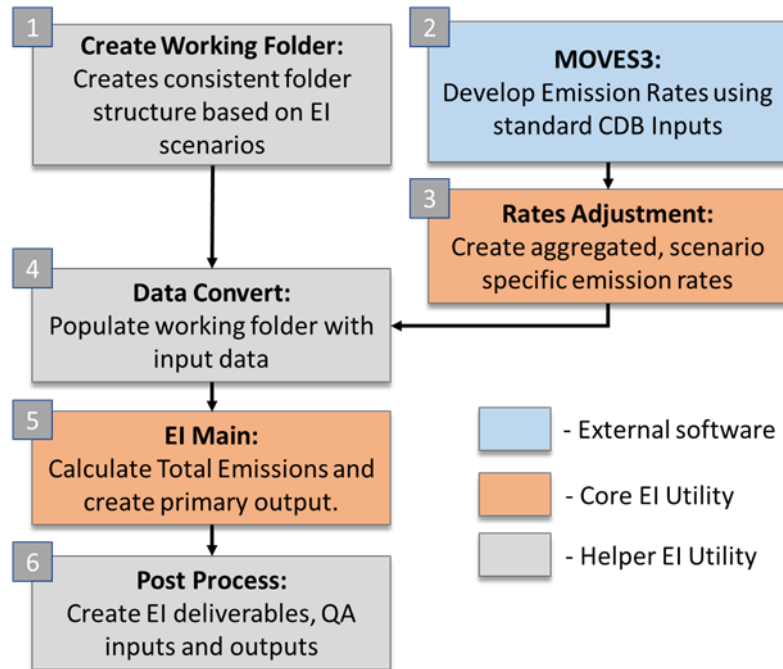 1
Create Working Folder:
Creates consistent folder
structure based on EI
scenarios
2
MOVES3:
Develop Emission Rates using
standard CDB Inputs
3
Rates Adjustment:
Create aggregated, scenario
specific emission rates
4
Data Convert:
Populate working folder with
input data
5
EI Main:
Calculate Total Emissions and
create primary output.
6
Post Process:
Create EI deliverables, QA
inputs and outputs
- External software
- Core EI Utility
- Helper EI Utility